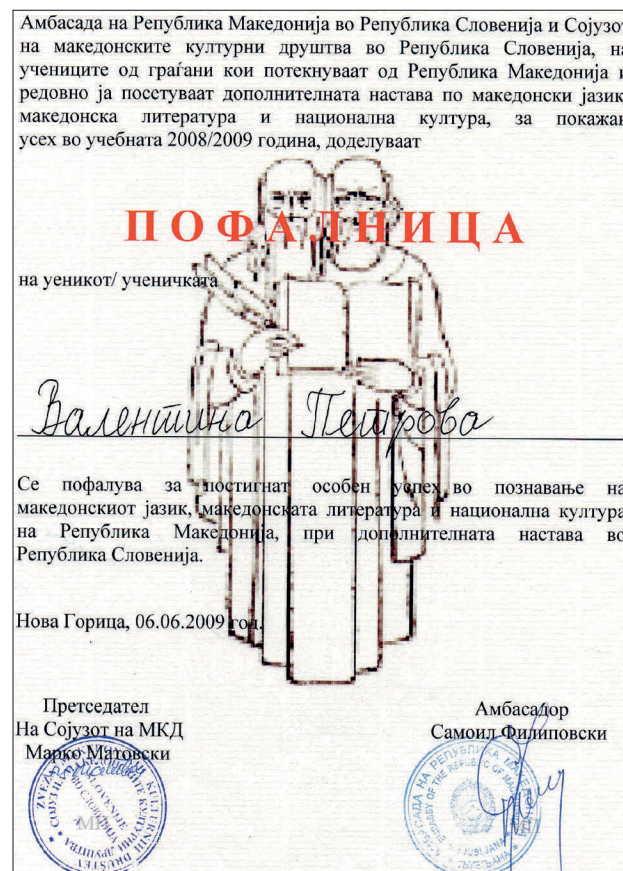 Амбасада на Република Македонија во Република Словенија и Сојузот
на македонските културни друштва во Република Словенија, на
учениците од граѓани кои потекнуваат од Република Македонија и
редовно ја посетуваат дополнителната настава по македонски јазик,
македонска литература и национална култура, за покажан
усех во учебната 2008/2009 година, доделуваат
ПОФАЛНИЦА
на уеникот/ ученичката
Валентина Петрова
Се пофалува за постигнат особен успех во познавање на
македонскиот јазик, македонската литература и национална култура
на Република Македонија, при дополнителната настава во
Република Словенија.
Нова Горица, 06.06.2009 год.
Претседател
На Сојузот на МКД
Марко Матовски
Амбасадор
Самоил Филиповски